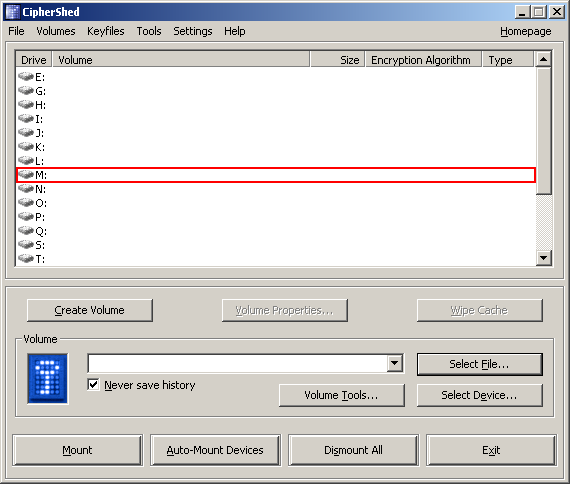 CipherShed
File Volumes Keyfiles Tools Settings Help Homepage
Drive Volume Size Encryption Algorithm Type
E:
G:
H:
I:
J:
K:
L:
M:
N:
O:
P:
Q:
S:
T:
Create Volume Volume Properties... Wipe Cache
Volume
Select File...
Never save history
Volume Tools... Select Device...
Mount Auto-Mount Devices Dismount All Exit